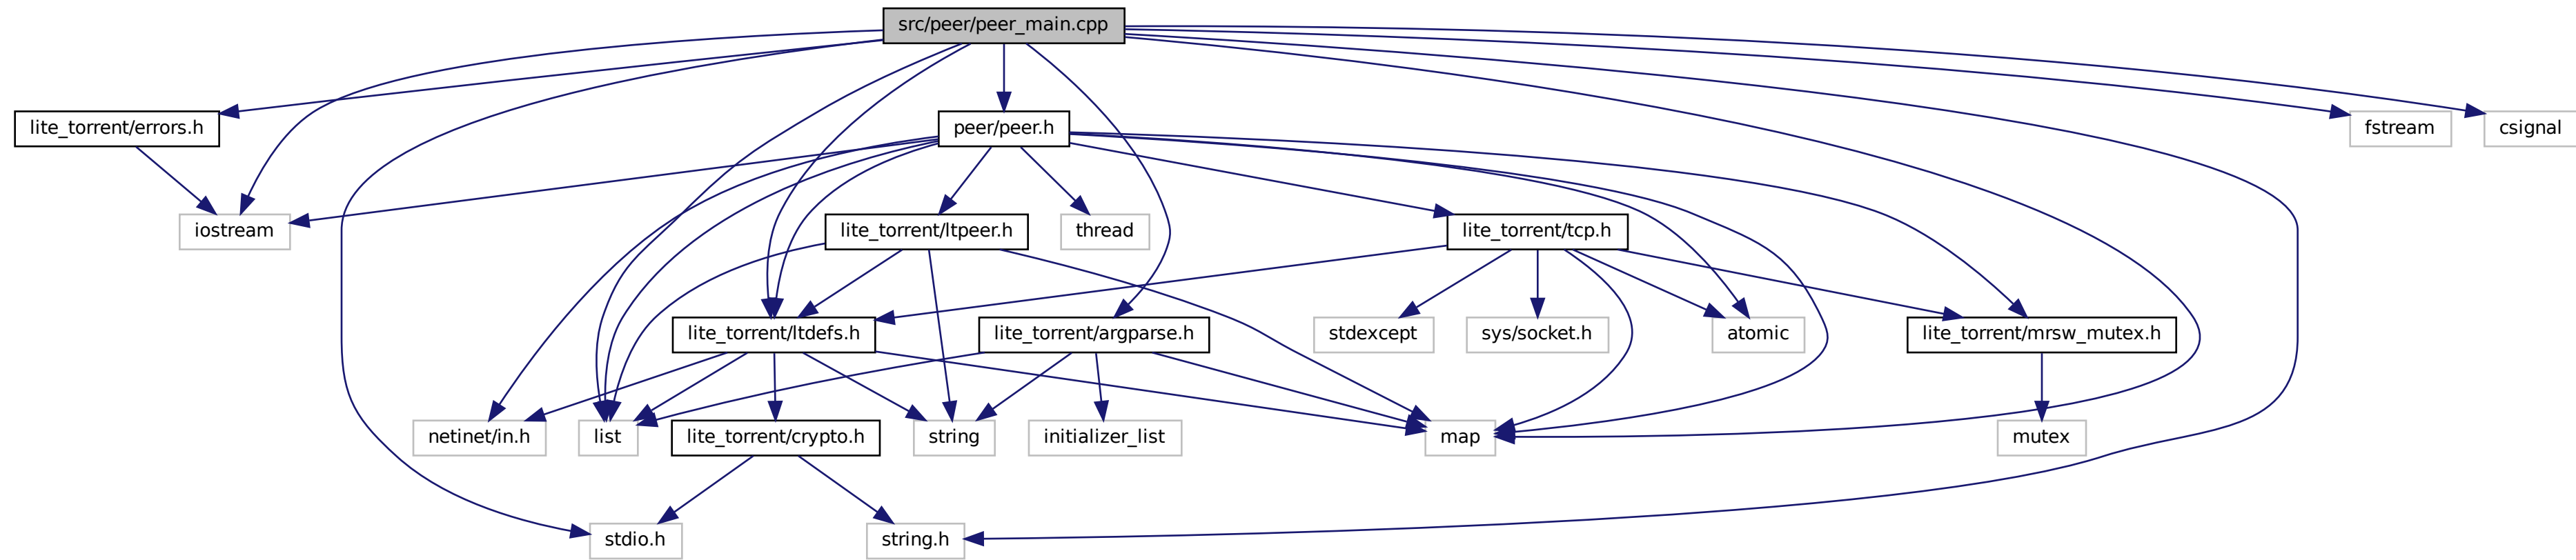 src/peer/peer_main.cpp
lite_torrent/errors.h
peer/peer.h
fstream
csignal
iostream
lite_torrent/ltpeer.h
thread
lite_torrent/tcp.h
lite_torrent/ltdefs.h
lite_torrent/argparse.h
stdexcept
sys/socket.h
atomic
lite_torrent/mrsw_mutex.h
netinet/in.h
list
lite_torrent/crypto.h
string
initializer_list
map
mutex
stdio.h
string.h